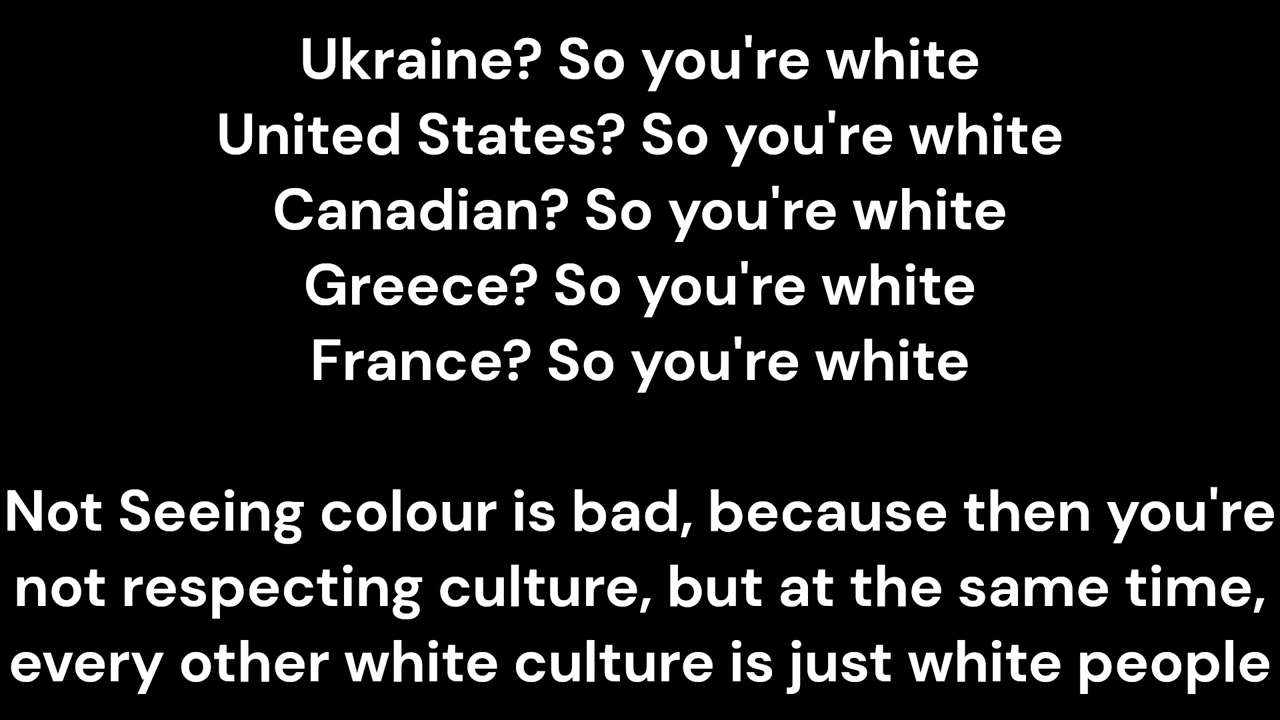 Ukraine? So you're white
United States? So you're white
Canadian? So you're white
Greece? So you're white
France? So you're white
Not Seeing colour is bad, because then you're
not respecting culture, but at the same time,
every other white culture is just white people